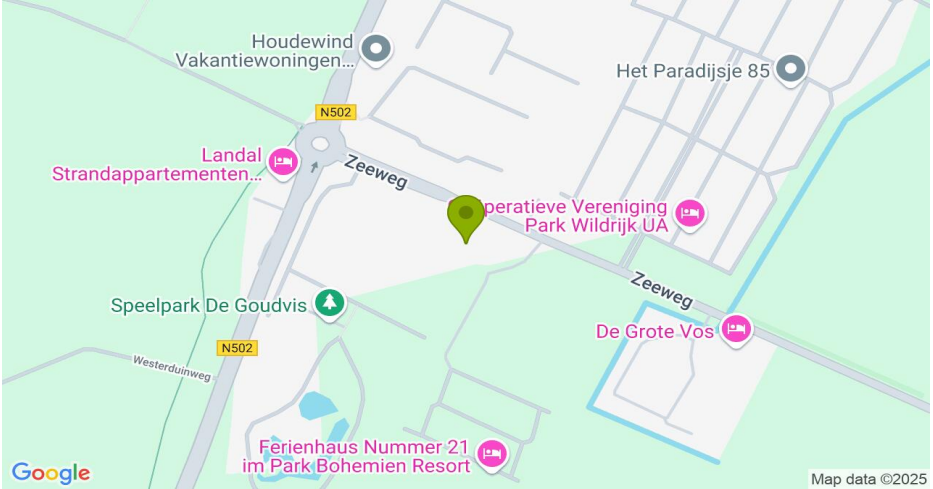 Houdewind
Vakantiewoningen...
Het Paradijsje 85
N502
Landal
Strandappartementen...
Zeeweg
peratieve Vereniging
Park Wildrijk UA
Zeeweg
Speelpark De Goudvis
De Grote Vos
N502
Westerduinweg
Ferienhaus Nummer 21
im Park Bohemien Resort
Google
Map data ©2025